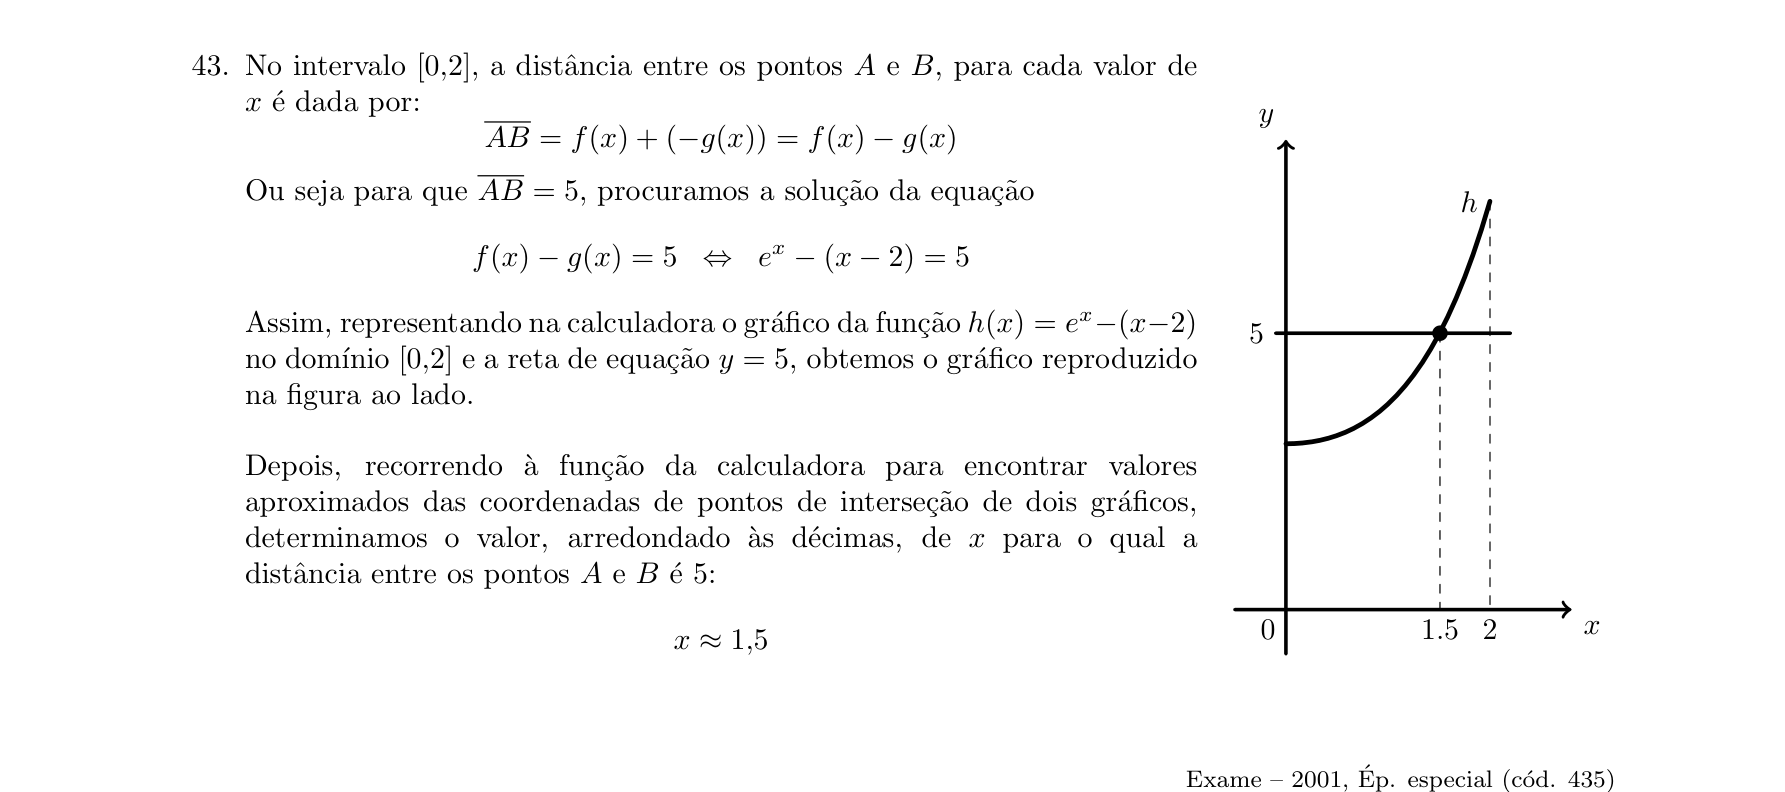 43. No intervalo [0,2], a distância entre os pontos A e B, para cada valor de
x é dada por:
\overline{AB} = f(x) + (−g(x)) = f(x) − g(x)
Ou seja para que \overline{AB} = 5, procuramos a solução da equação
f(x) − g(x) = 5 ⇔ e^x − (x − 2) = 5
Assim, representando na calculadora o gráfico da função h(x) = e^x−(x−2)
no domínio [0,2] e a reta de equação y = 5, obtemos o gráfico reproduzido
na figura ao lado.
Depois, recorrendo à função da calculadora para encontrar valores
aproximados das coordenadas de pontos de interseção de dois gráficos,
determinamos o valor, arredondado às décimas, de x para o qual a
distância entre os pontos A e B é 5:
x ≈ 1,5
y
h
5
0
1.5
2
x
Exame – 2001, Ép. especial (cód. 435)